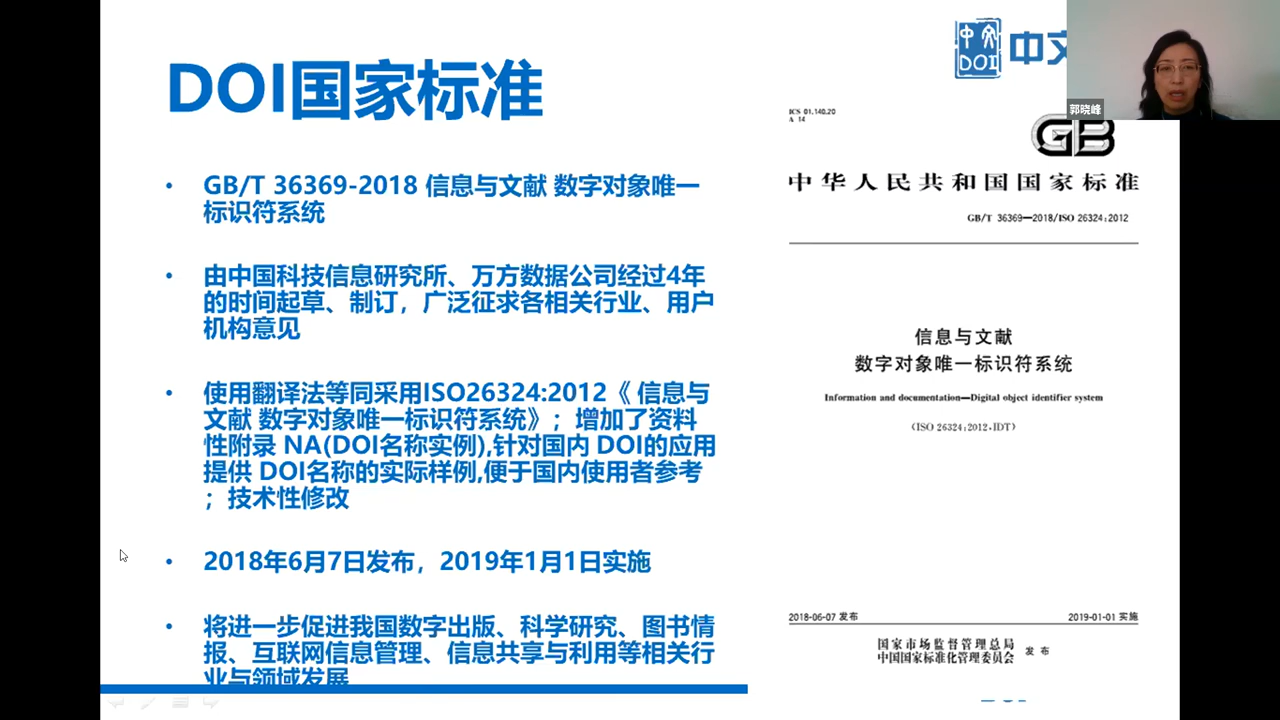 DOI国家标准
• GB/T 36369-2018 信息与文献 数字对象唯一
标识符系统
• 由中国科技信息研究所、万方数据公司经过4年
的时间起草、制订，广泛征求各相关行业、用户
机构意见
• 使用翻译法等同采用ISO26324:2012《 信息与
文献 数字对象唯一标识符系统》；增加了资料
性附录 NA(DOI名称实例),针对国内 DOI的应用
提供 DOI名称的实际样例,便于国内使用者参考
；技术性修改
• 2018年6月7日发布，2019年1月1日实施
• 将进一步促进我国数字出版、科学研究、图书情
报、互联网信息管理、信息共享与利用等相关行
业与领域发展
中文
DOI
中文
郭晓峰
ICS 01.140.20
A 14
GB
中华人民共和国国家标准
GB/T 36369—2018/ISO 26324:2012
信息与文献
数字对象唯一标识符系统
Information and documentation—Digital object identifier system
(ISO 26324:2012,IDT)
2018-06-07 发布
2019-01-01 实施
国家市场监督管理总局
中国国家标准化管理委员会
发布